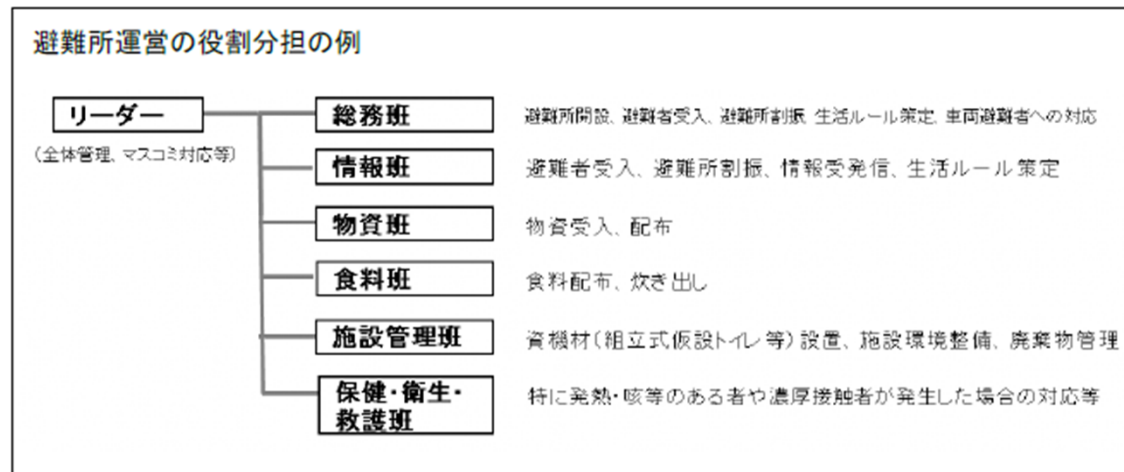 避難所運営の役割分担の例
リーダー
(全体管理、マスコミ対応等)
総務班
避難所開設、避難者受入、避難所割振、生活ルール策定、車両避難者への対応
情報班
避難者受入、避難所割振、情報受発信、生活ルール策定
物資班
物資受入、配布
食料班
食料配布、炊き出し
施設管理班
資機材(組立式仮設トイレ等)設置、施設環境整備、廃棄物管理
保健・衛生・
救護班
特に発熱・咳等のある者や濃厚接触者が発生した場合の対応等